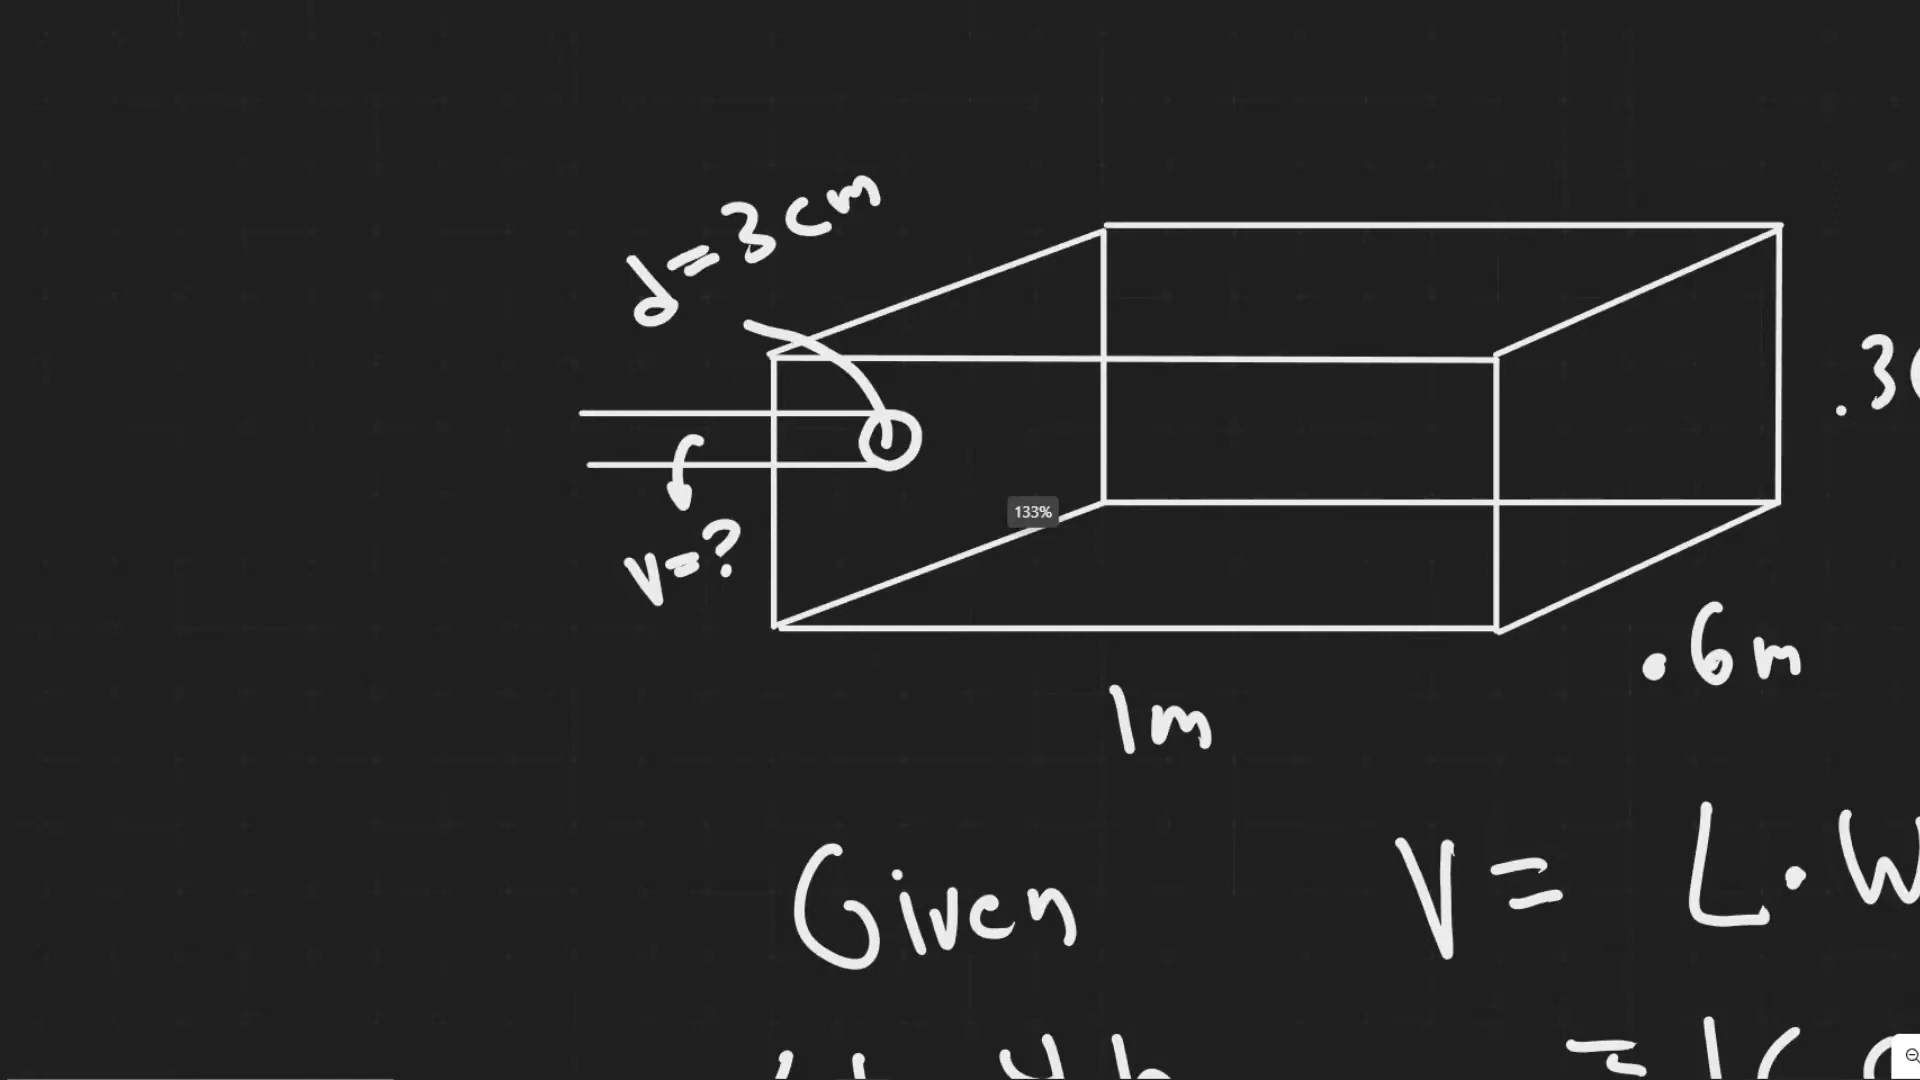 d=3cm
.3
133%
v=?
.6m
1m
Given
V= L·W